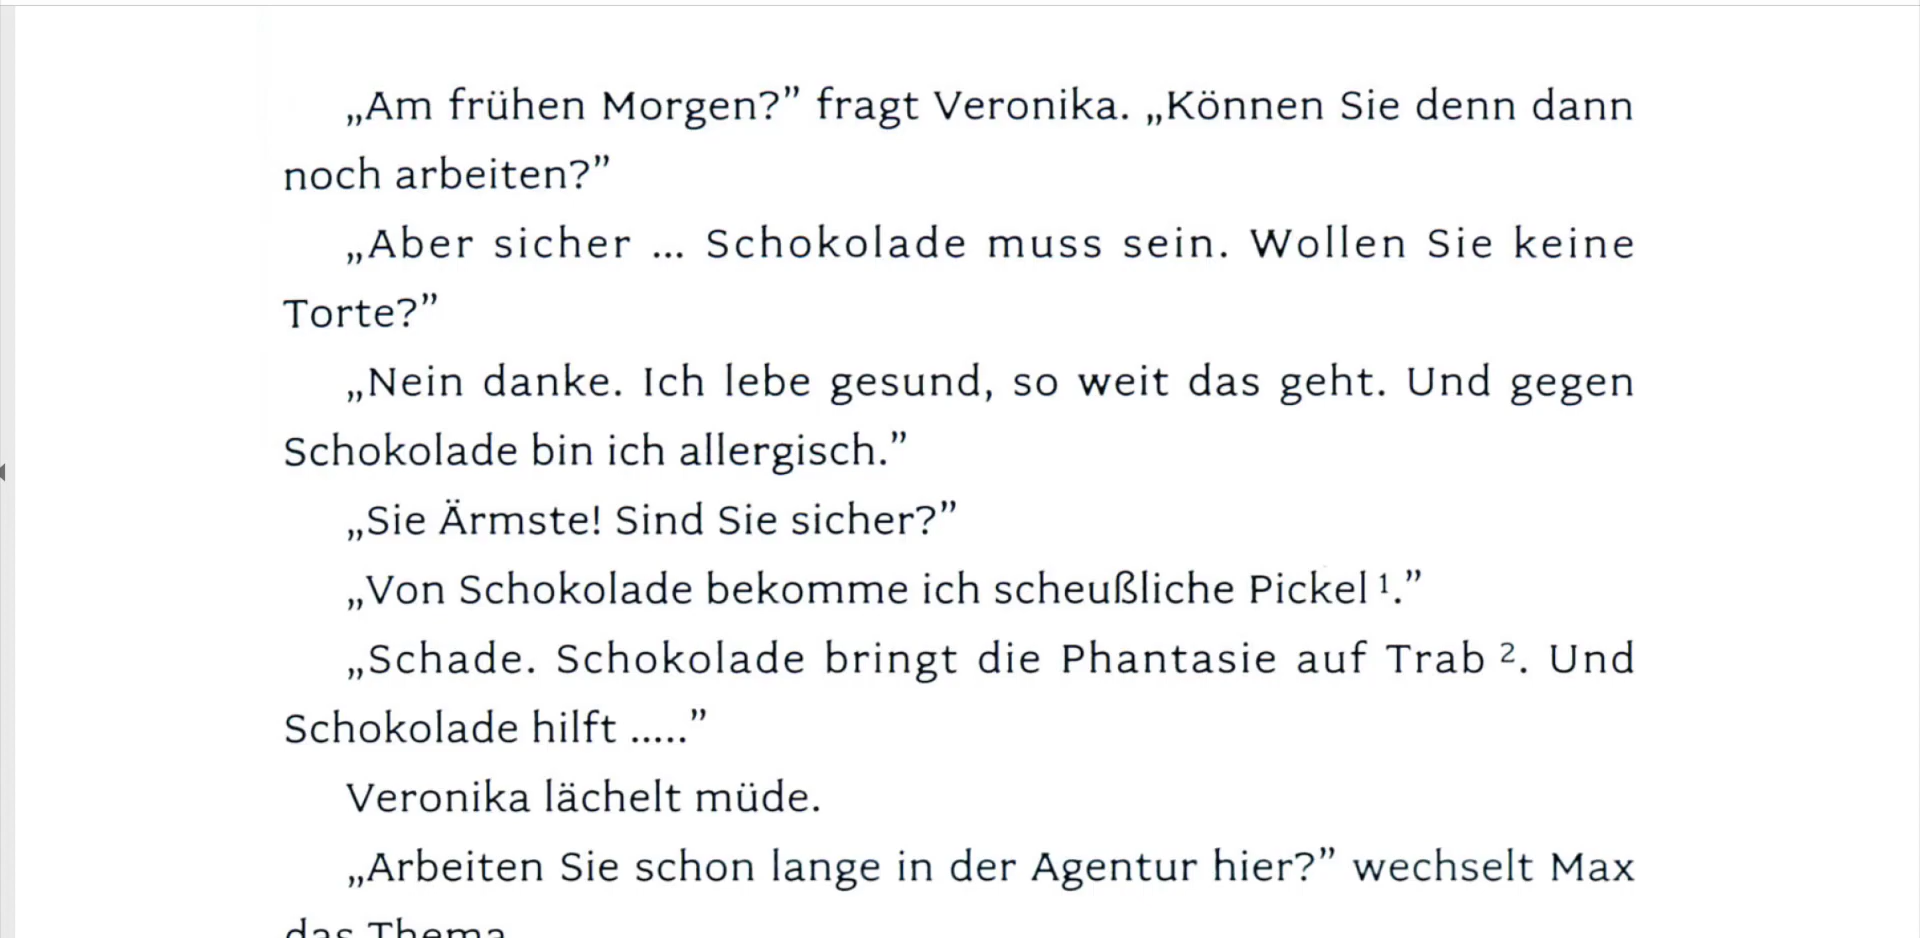 „Am frühen Morgen?” fragt Veronika. „Können Sie denn dann
noch arbeiten?”
„Aber sicher ... Schokolade muss sein. Wollen Sie keine
Torte?”
„Nein danke. Ich lebe gesund, so weit das geht. Und gegen
Schokolade bin ich allergisch.”
„Sie Ärmste! Sind Sie sicher?”
„Von Schokolade bekomme ich scheußliche Pickel ¹.”
„Schade. Schokolade bringt die Phantasie auf Trab ². Und
Schokolade hilft .....”
Veronika lächelt müde.
„Arbeiten Sie schon lange in der Agentur hier?” wechselt Max
das Thema